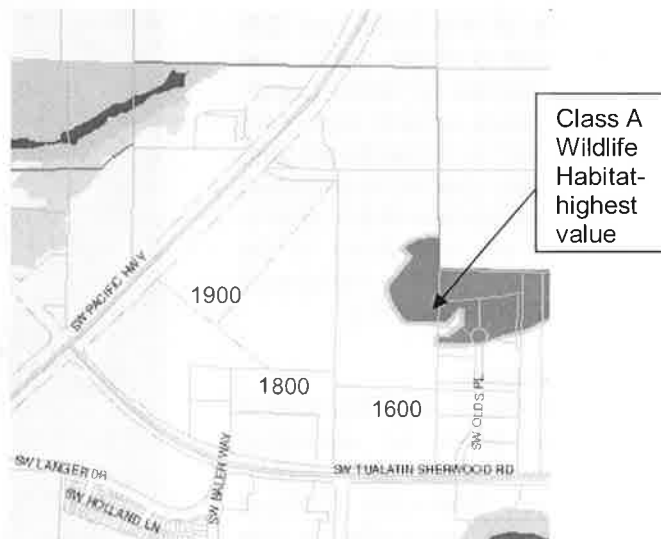 Class A
Wildlife
Habitat-
highest
value
SW PACIFIC HWY
1900
1800
1600
SW OLDS PL
SW LANGER DR
SW BALER WAY
SW TUALATIN SHERWOOD RD
SW HOLLAND LN